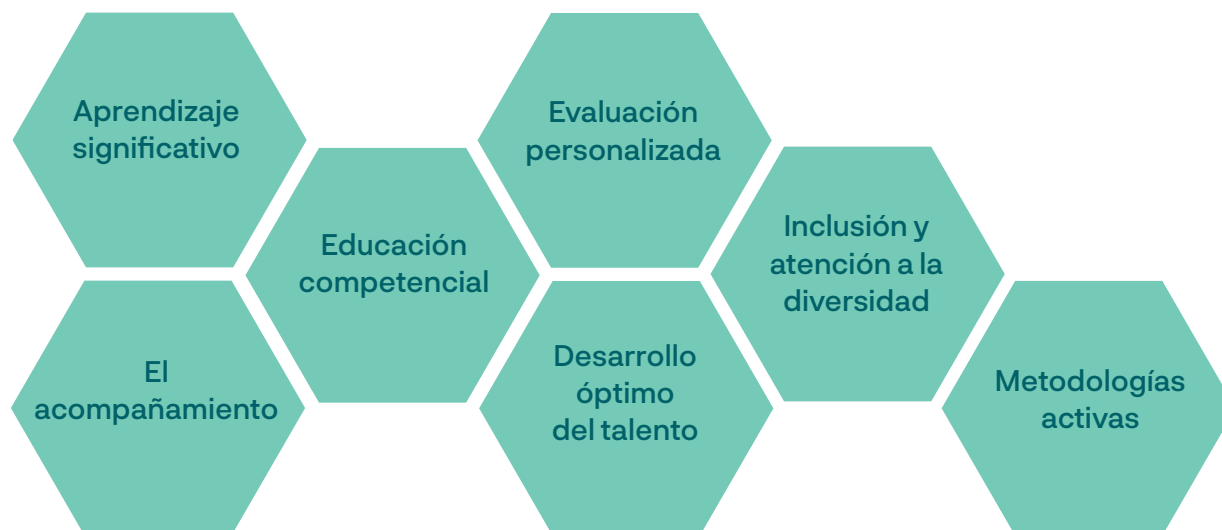 Aprendizaje
significativo
Evaluación
personalizada
Educación
competencial
Inclusión y
atención a la
diversidad
El
acompañamiento
Desarrollo
óptimo
del talento
Metodologías
activas